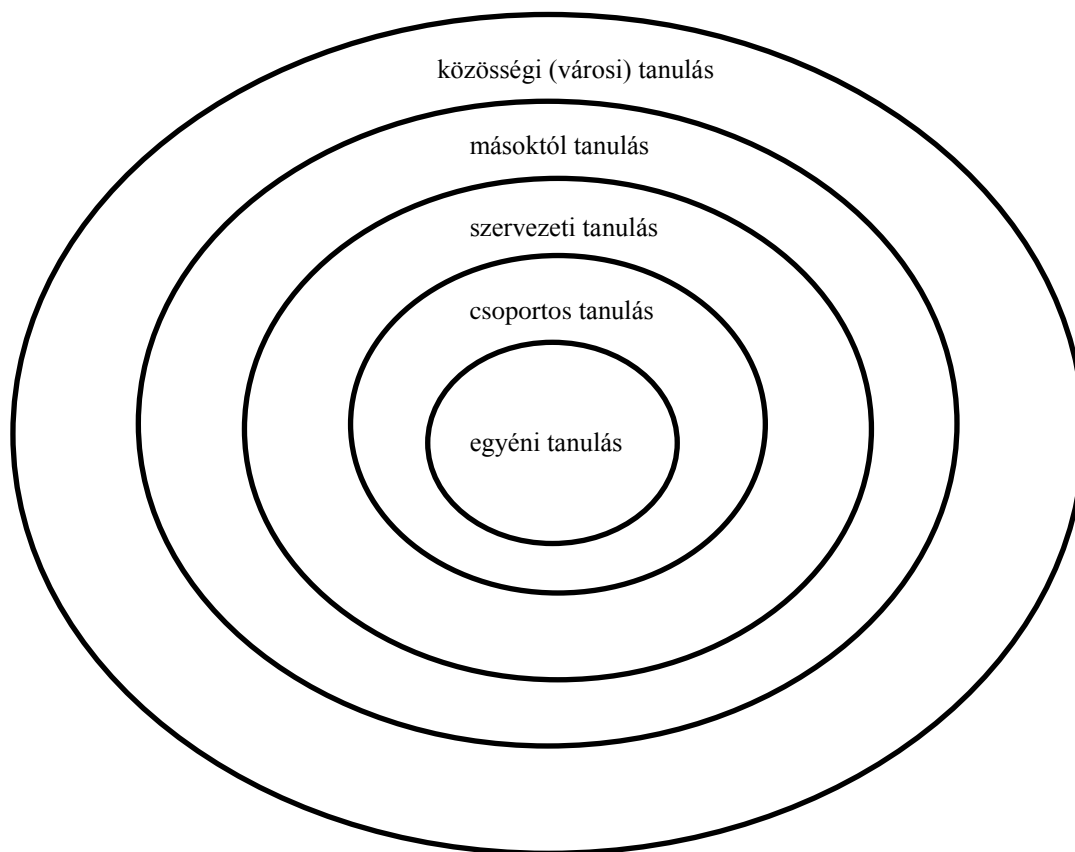 közösségi (városi) tanulás
másoktól tanulás
szervezeti tanulás
csoportos tanulás
egyéni tanulás